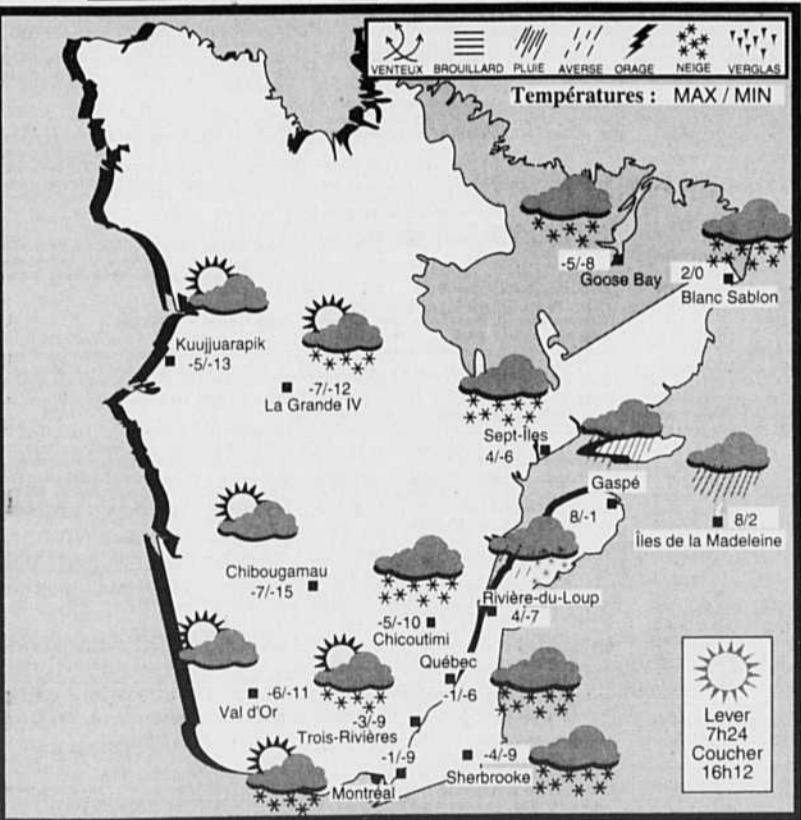 VENTEUX BROUILLARD PLUIE AVERSE ORAGE NEIGE VERGLAS
Températures : MAX / MIN
-5/-8
Goose Bay
2/0
Blanc Sablon
Kuujjuarapik
-5/-13
-7/-12
La Grande IV
Sept-Îles
4/-6
Gaspé
8/-1
8/2
Îles de la Madeleine
Chibougamau
-7/-15
-5/-10
Chicoutimi
Rivière-du-Loup
4/-7
Québec
-1/-6
-6/-11
Val d'Or
-3/-9
Trois-Rivières
-1/-9
Montréal
-4/-9
Sherbrooke
Lever
7h24
Coucher
16h12